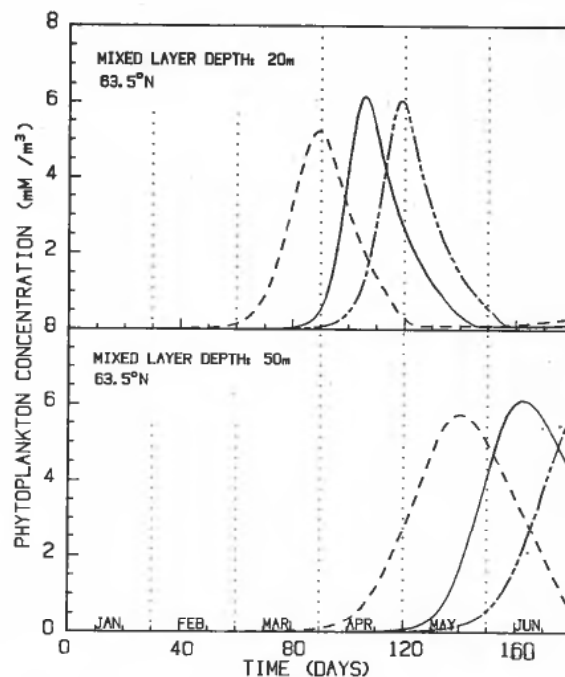 8
MIXED LAYER DEPTH: 20m
63.5°N
6
4
2
8
MIXED LAYER DEPTH: 50m
63.5°N
6
4
2
0
PHYTOPLANKTON CONCENTRATION (mM /m³)
JAN FEB MAR APR MAY JUN
0 40 80 120 160
TIME (DAYS)